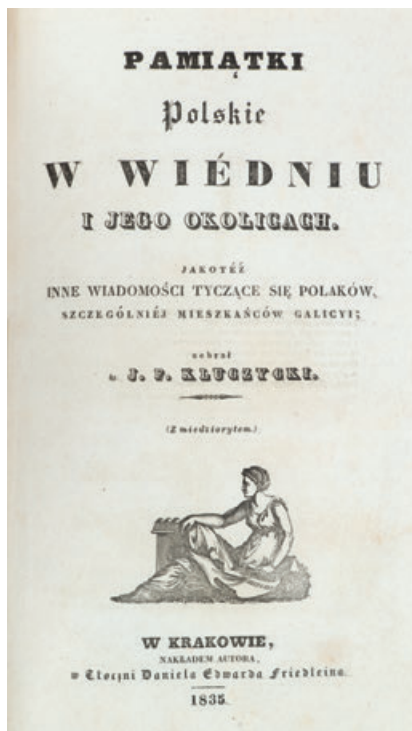 PAMIĄTKI
Polskie
W WIÉDNIU
I JEGO OKOLICACH.
JAKOTÉŻ
INNE WIADOMOŚCI TYCZĄCE SIĘ POLAKÓW,
SZCZEGÓLNIÉJ MIESZKAŃCÓW GALICYI;
zebrał
J. F. KLUCZYCKI.
(Z miedziorytem.)
W KRAKOWIE,
NAKŁADEM AUTORA,
w Tłoczni Daniela Edwarda Friedleina.
1835.